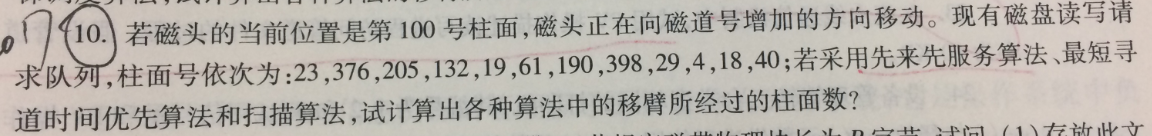 10. 若磁头的当前位置是第 100 号柱面,磁头正在向磁道号增加的方向移动。现有磁盘读写请
求队列,柱面号依次为:23,376,205,132,19,61,190,398,29,4,18,40;若采用先来先服务算法、最短寻
道时间优先算法和扫描算法,试计算出各种算法中的移臂所经过的柱面数?